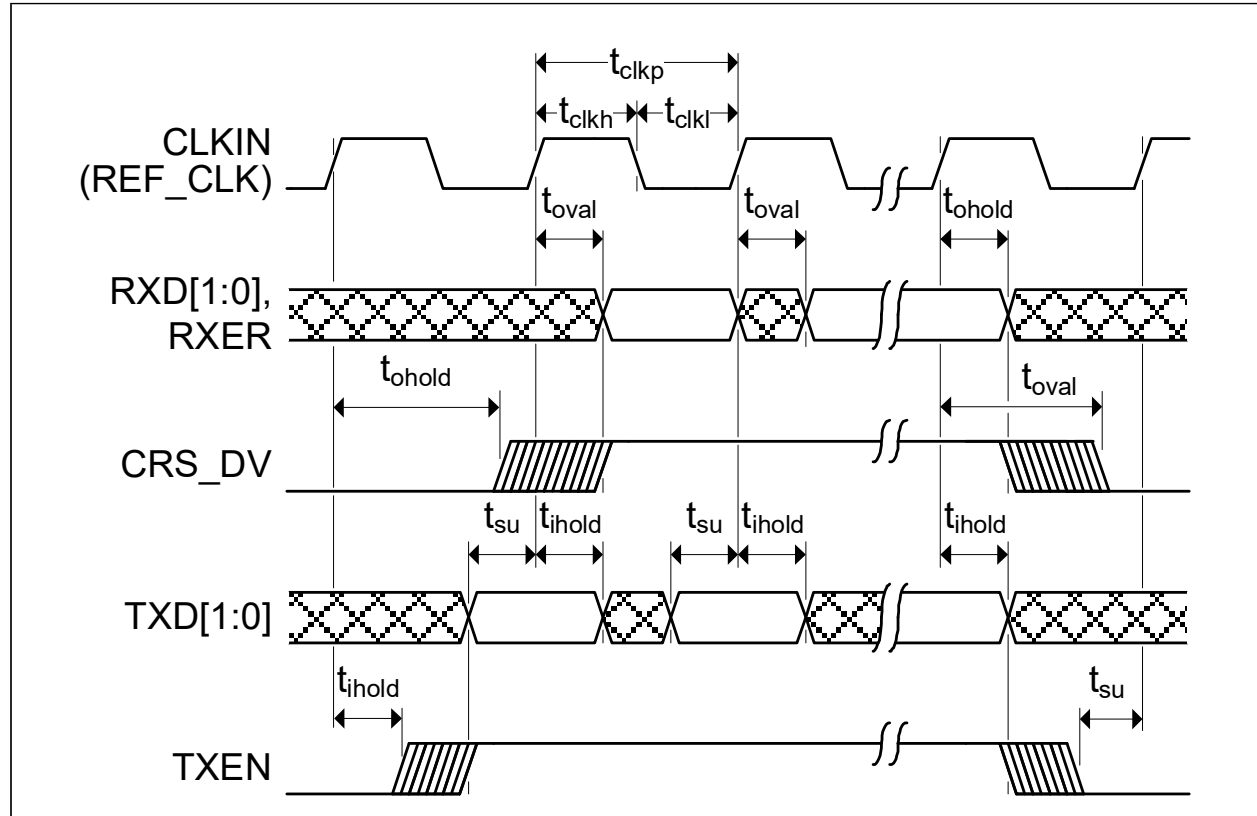 t_clkp
t_clkh t_clkl
CLKIN
(REF_CLK)
t_oval t_oval t_ohold
RXD[1:0],
RXER
t_ohold t_oval
CRS_DV
t_su t_ihold t_su t_ihold t_ihold
TXD[1:0]
t_ihold t_su
TXEN